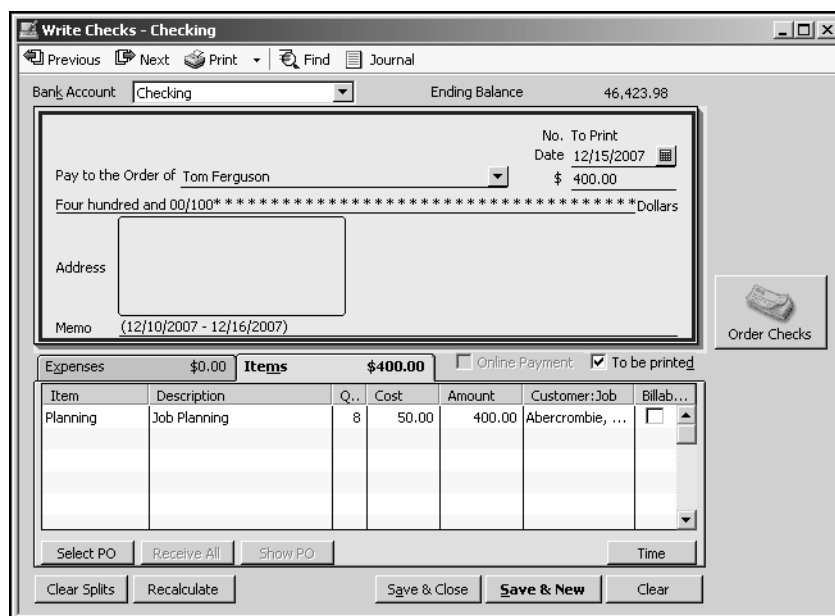 Write Checks - Checking
Previous Next Print Find Journal
Bank Account Checking Ending Balance 46,423.98
No. To Print
Date 12/15/2007
Pay to the Order of Tom Ferguson $ 400.00
Four hundred and 00/100* * * * * * * * * * * * * * * * * * * * * * * * * * * * * * * * * * * * * * * *Dollars
Address
Memo (12/10/2007 - 12/16/2007)
Order Checks
Expenses $0.00 Items $400.00 Online Payment To be printed
Item Description Q.. Cost Amount Customer:Job Billab...
Planning Job Planning 8 50.00 400.00 Abercrombie, ...
Select PO Receive All Show PO Time
Clear Splits Recalculate Save & Close Save & New Clear